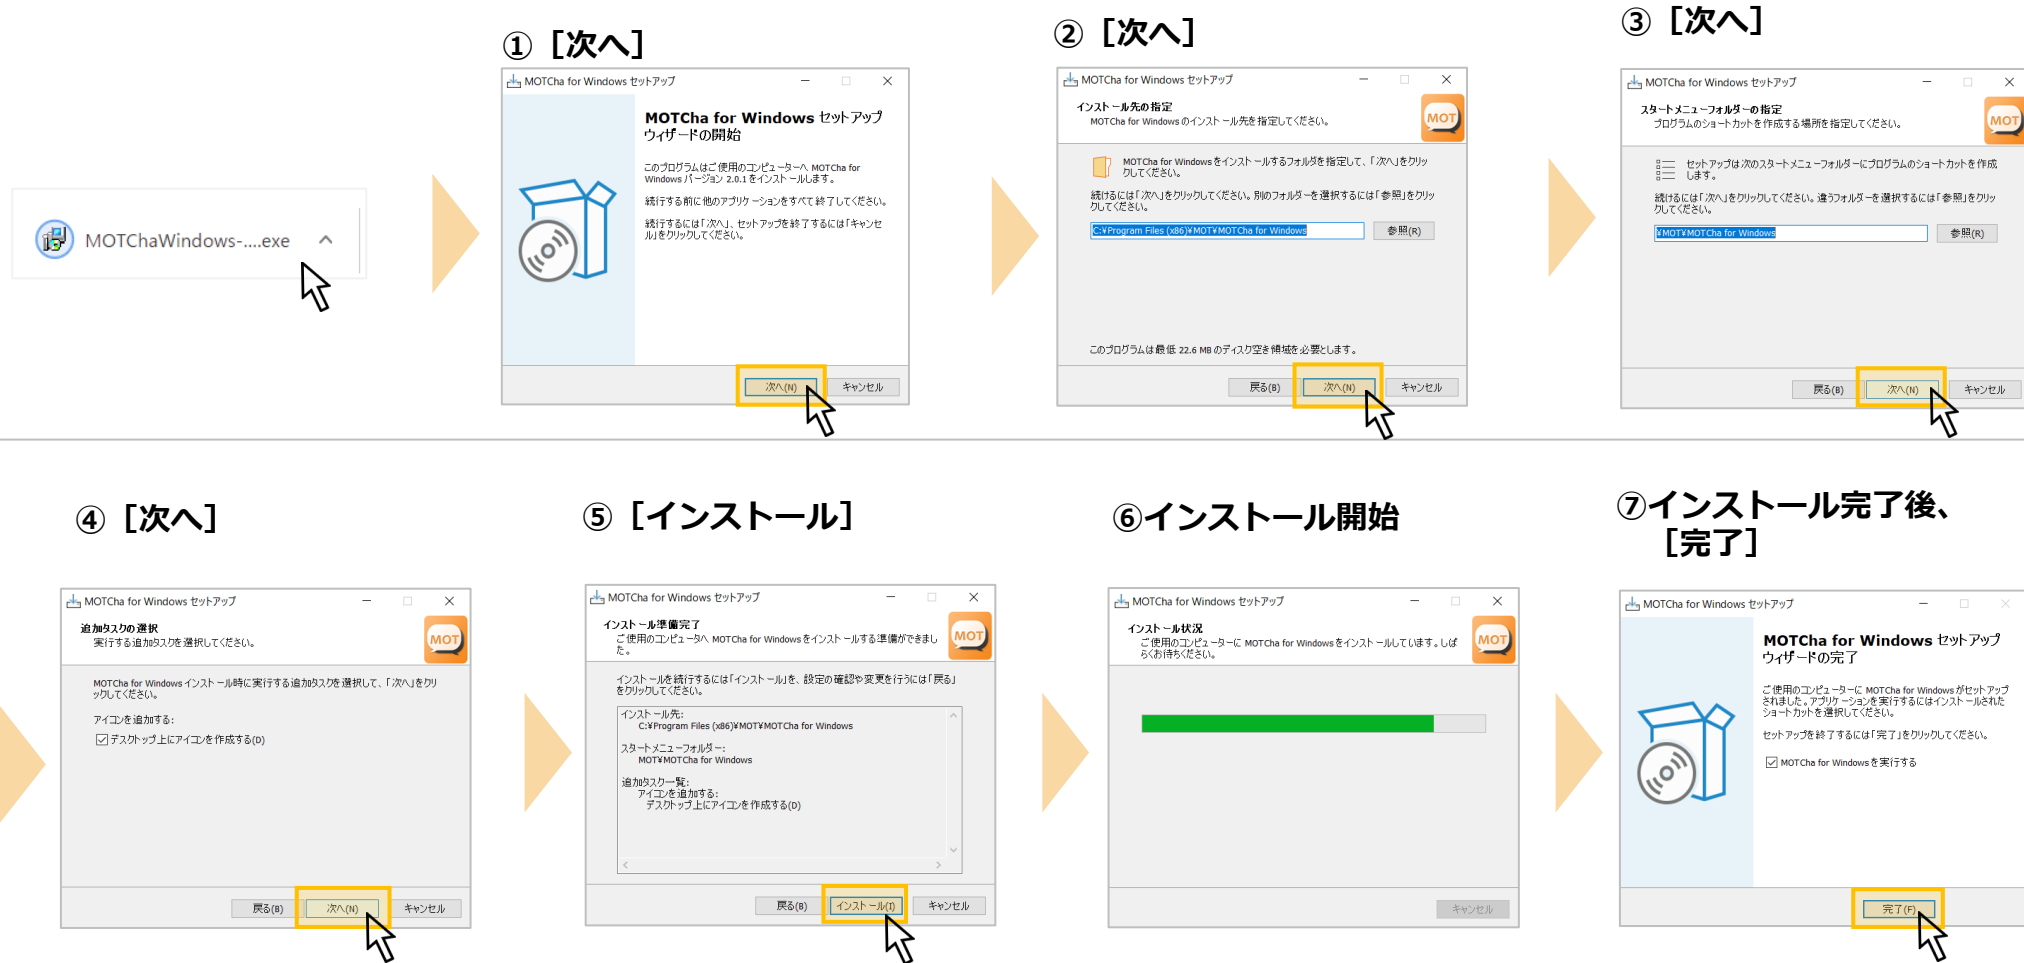 MOTChaWindows-....exe
①［次へ］
MOTCha for Windows セットアップ
MOTCha for Windows セットアップ
ウィザードの開始
このプログラムはご使用のコンピューターへ MOTCha for
Windows バージョン 2.0.1 をインストールします。
続行する前に他のアプリケーションをすべて終了してください。
続行するには「次へ」、セットアップを終了するには「キャンセ
ル」をクリックしてください。
次へ(N)
キャンセル
②［次へ］
MOTCha for Windows セットアップ
インストール先の指定
MOTCha for Windows のインストール先を指定してください。
MOT
MOTCha for Windows をインストールするフォルダを指定して、「次へ」をクリッ
クしてください。
続けるには「次へ」をクリックしてください。別のフォルダーを選択するには「参照」をクリッ
クしてください。
C:¥Program Files (x86)¥MOT¥MOTCha for Windows
参照(R)
このプログラムは最低 22.6 MB のディスク空き領域を必要とします。
戻る(B)
次へ(N)
キャンセル
③［次へ］
MOTCha for Windows セットアップ
スタートメニューフォルダーの指定
プログラムのショートカットを作成する場所を指定してください。
MOT
セットアップは次のスタートメニューフォルダーにプログラムのショートカットを作成
します。
続けるには「次へ」をクリックしてください。違うフォルダーを選択するには「参照」をクリッ
クしてください。
¥MOT¥MOTCha for Windows
参照(R)
戻る(B)
次へ(N)
キャンセル
④［次へ］
MOTCha for Windows セットアップ
追加タスクの選択
実行する追加タスクを選択してください。
MOT
MOTCha for Windows インストール時に実行する追加タスクを選択して、「次へ」をクリ
ックしてください。
アイコンを追加する:
デスクトップ上にアイコンを作成する(D)
戻る(B)
次へ(N)
キャンセル
⑤［インストール］
MOTCha for Windows セットアップ
インストール準備完了
ご使用のコンピュータへ MOTCha for Windows をインストールする準備ができまし
た。
MOT
インストールを続行するには「インストール」を、設定の確認や変更を行うには「戻る」
をクリックしてください。
インストール先:
C:¥Program Files (x86)¥MOT¥MOTCha for Windows
スタートメニューフォルダー:
MOT¥MOTCha for Windows
追加タスク一覧:
アイコンを追加する:
デスクトップ上にアイコンを作成する(D)
戻る(B)
インストール(I)
キャンセル
⑥インストール開始
MOTCha for Windows セットアップ
インストール状況
ご使用のコンピューターに MOTCha for Windows をインストールしています。しば
らくお待ちください。
MOT
キャンセル
⑦インストール完了後、
［完了］
MOTCha for Windows セットアップ
MOTCha for Windows セットアップ
ウィザードの完了
ご使用のコンピューターに MOTCha for Windows がセットアップ
されました。アプリケーションを実行するにはインストールされた
ショートカットを選択してください。
セットアップを終了するには「完了」をクリックしてください。
MOTCha for Windows を実行する
完了(F)